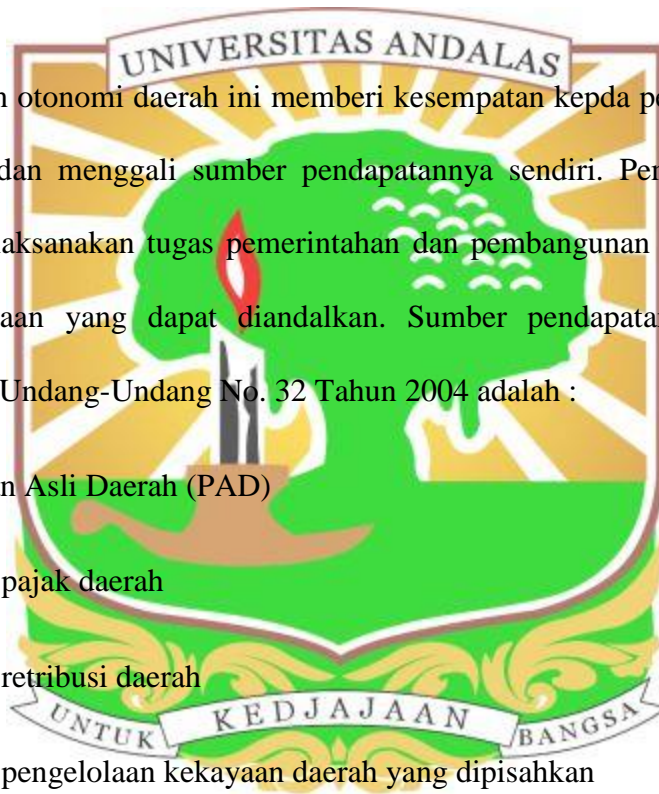 UNIVERSITAS ANDALAS
n otonomi daerah ini memberi kesempatan kepda pe
dan menggali sumber pendapatannya sendiri. Per
laksanakan tugas pemerintahan dan pembangunan
aan yang dapat diandalkan. Sumber pendapata
Undang-Undang No. 32 Tahun 2004 adalah :
n Asli Daerah (PAD)
pajak daerah
retribusi daerah
UNTUK KEDJAJAAN BANGSA
pengelolaan kekayaan daerah yang dipisahkan